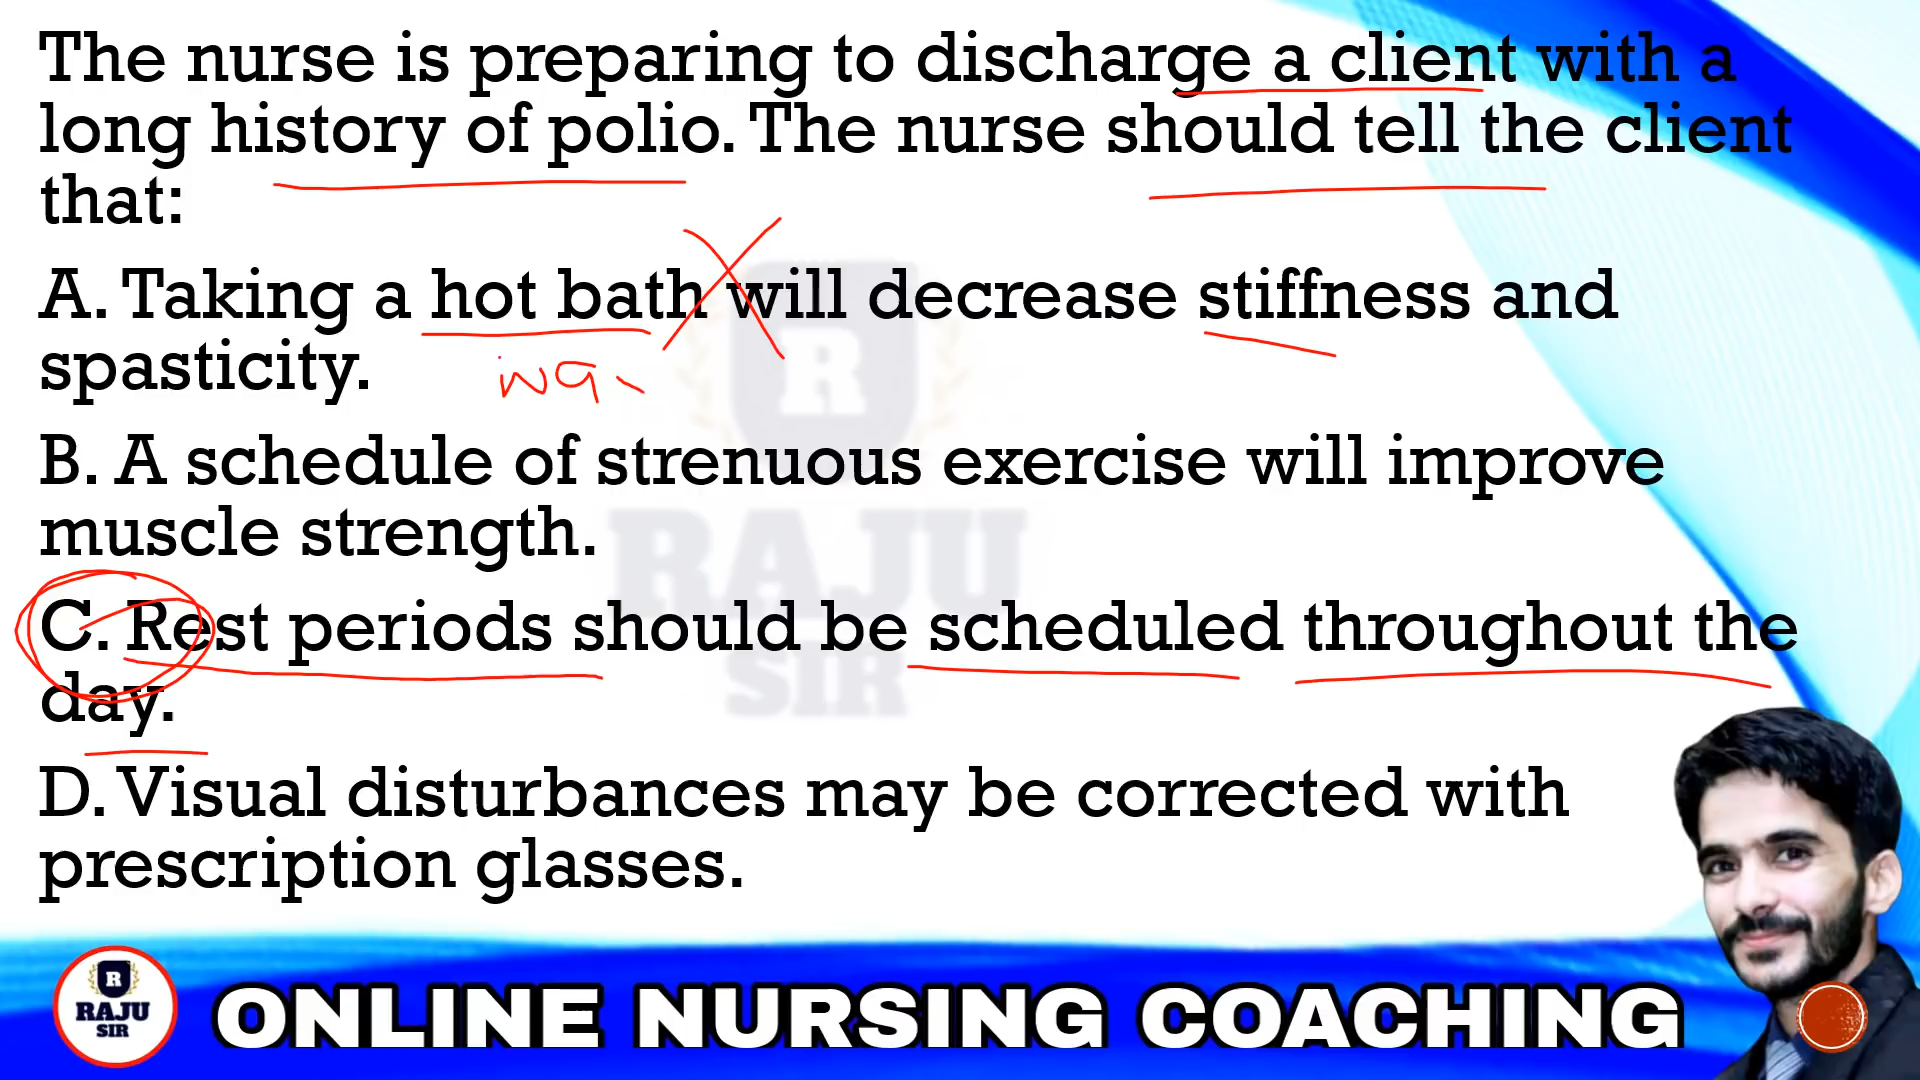 The nurse is preparing to discharge a client with a
long history of polio. The nurse should tell the client
that:
A. Taking a hot bath will decrease stiffness and
spasticity.
B. A schedule of strenuous exercise will improve
muscle strength.
C. Rest periods should be scheduled throughout the
day.
D. Visual disturbances may be corrected with
prescription glasses.
R
RAJU
SIR
R
RAJU
SIR
ONLINE NURSING COACHING